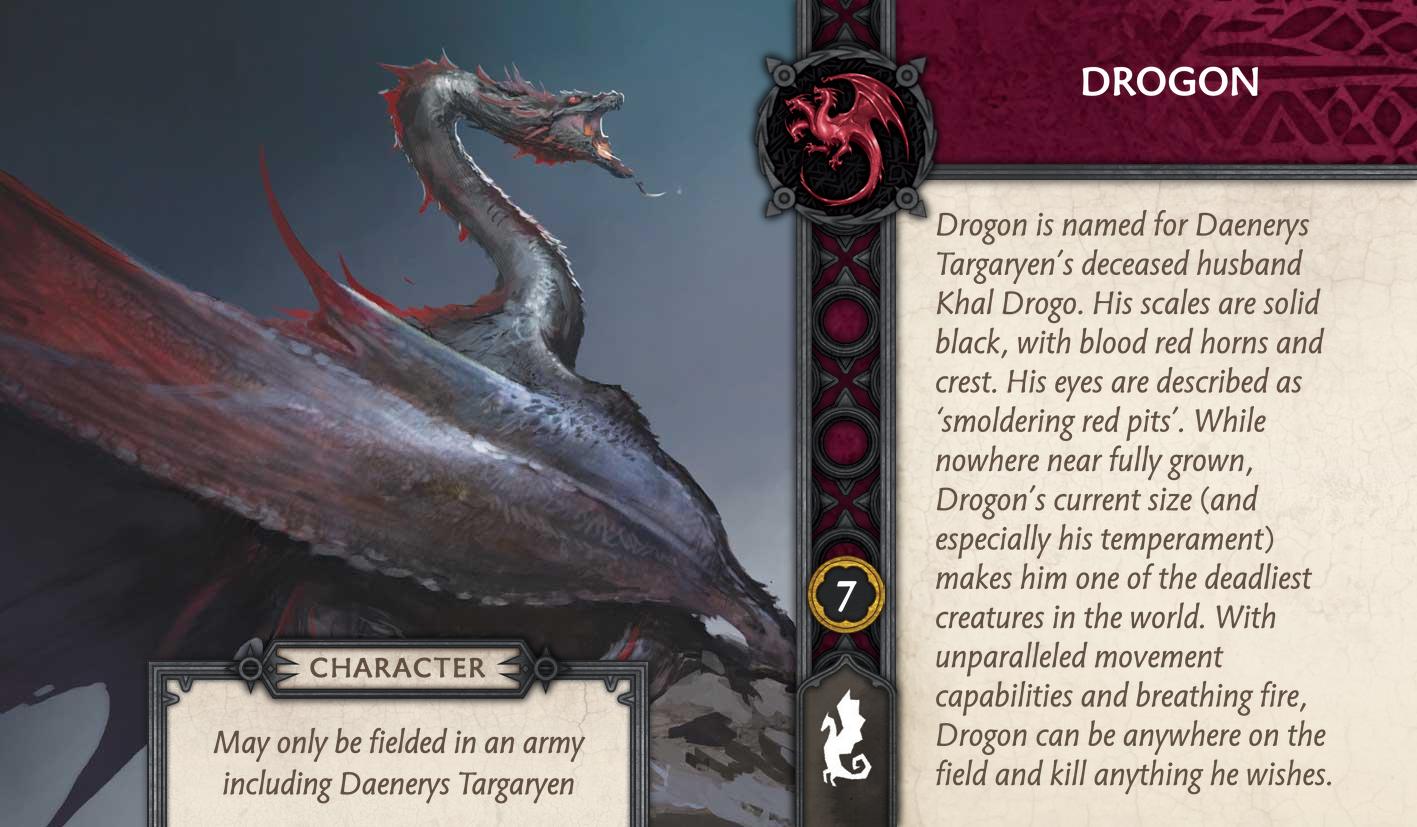 DROGON
Drogon is named for Daenerys
Targaryen's deceased husband
Khal Drogo. His scales are solid
black, with blood red horns and
crest. His eyes are described as
'smoldering red pits'. While
nowhere near fully grown,
Drogon's current size (and
especially his temperament)
makes him one of the deadliest
creatures in the world. With
unparalleled movement
capabilities and breathing fire,
Drogon can be anywhere on the
field and kill anything he wishes.
7
CHARACTER
May only be fielded in an army
including Daenerys Targaryen